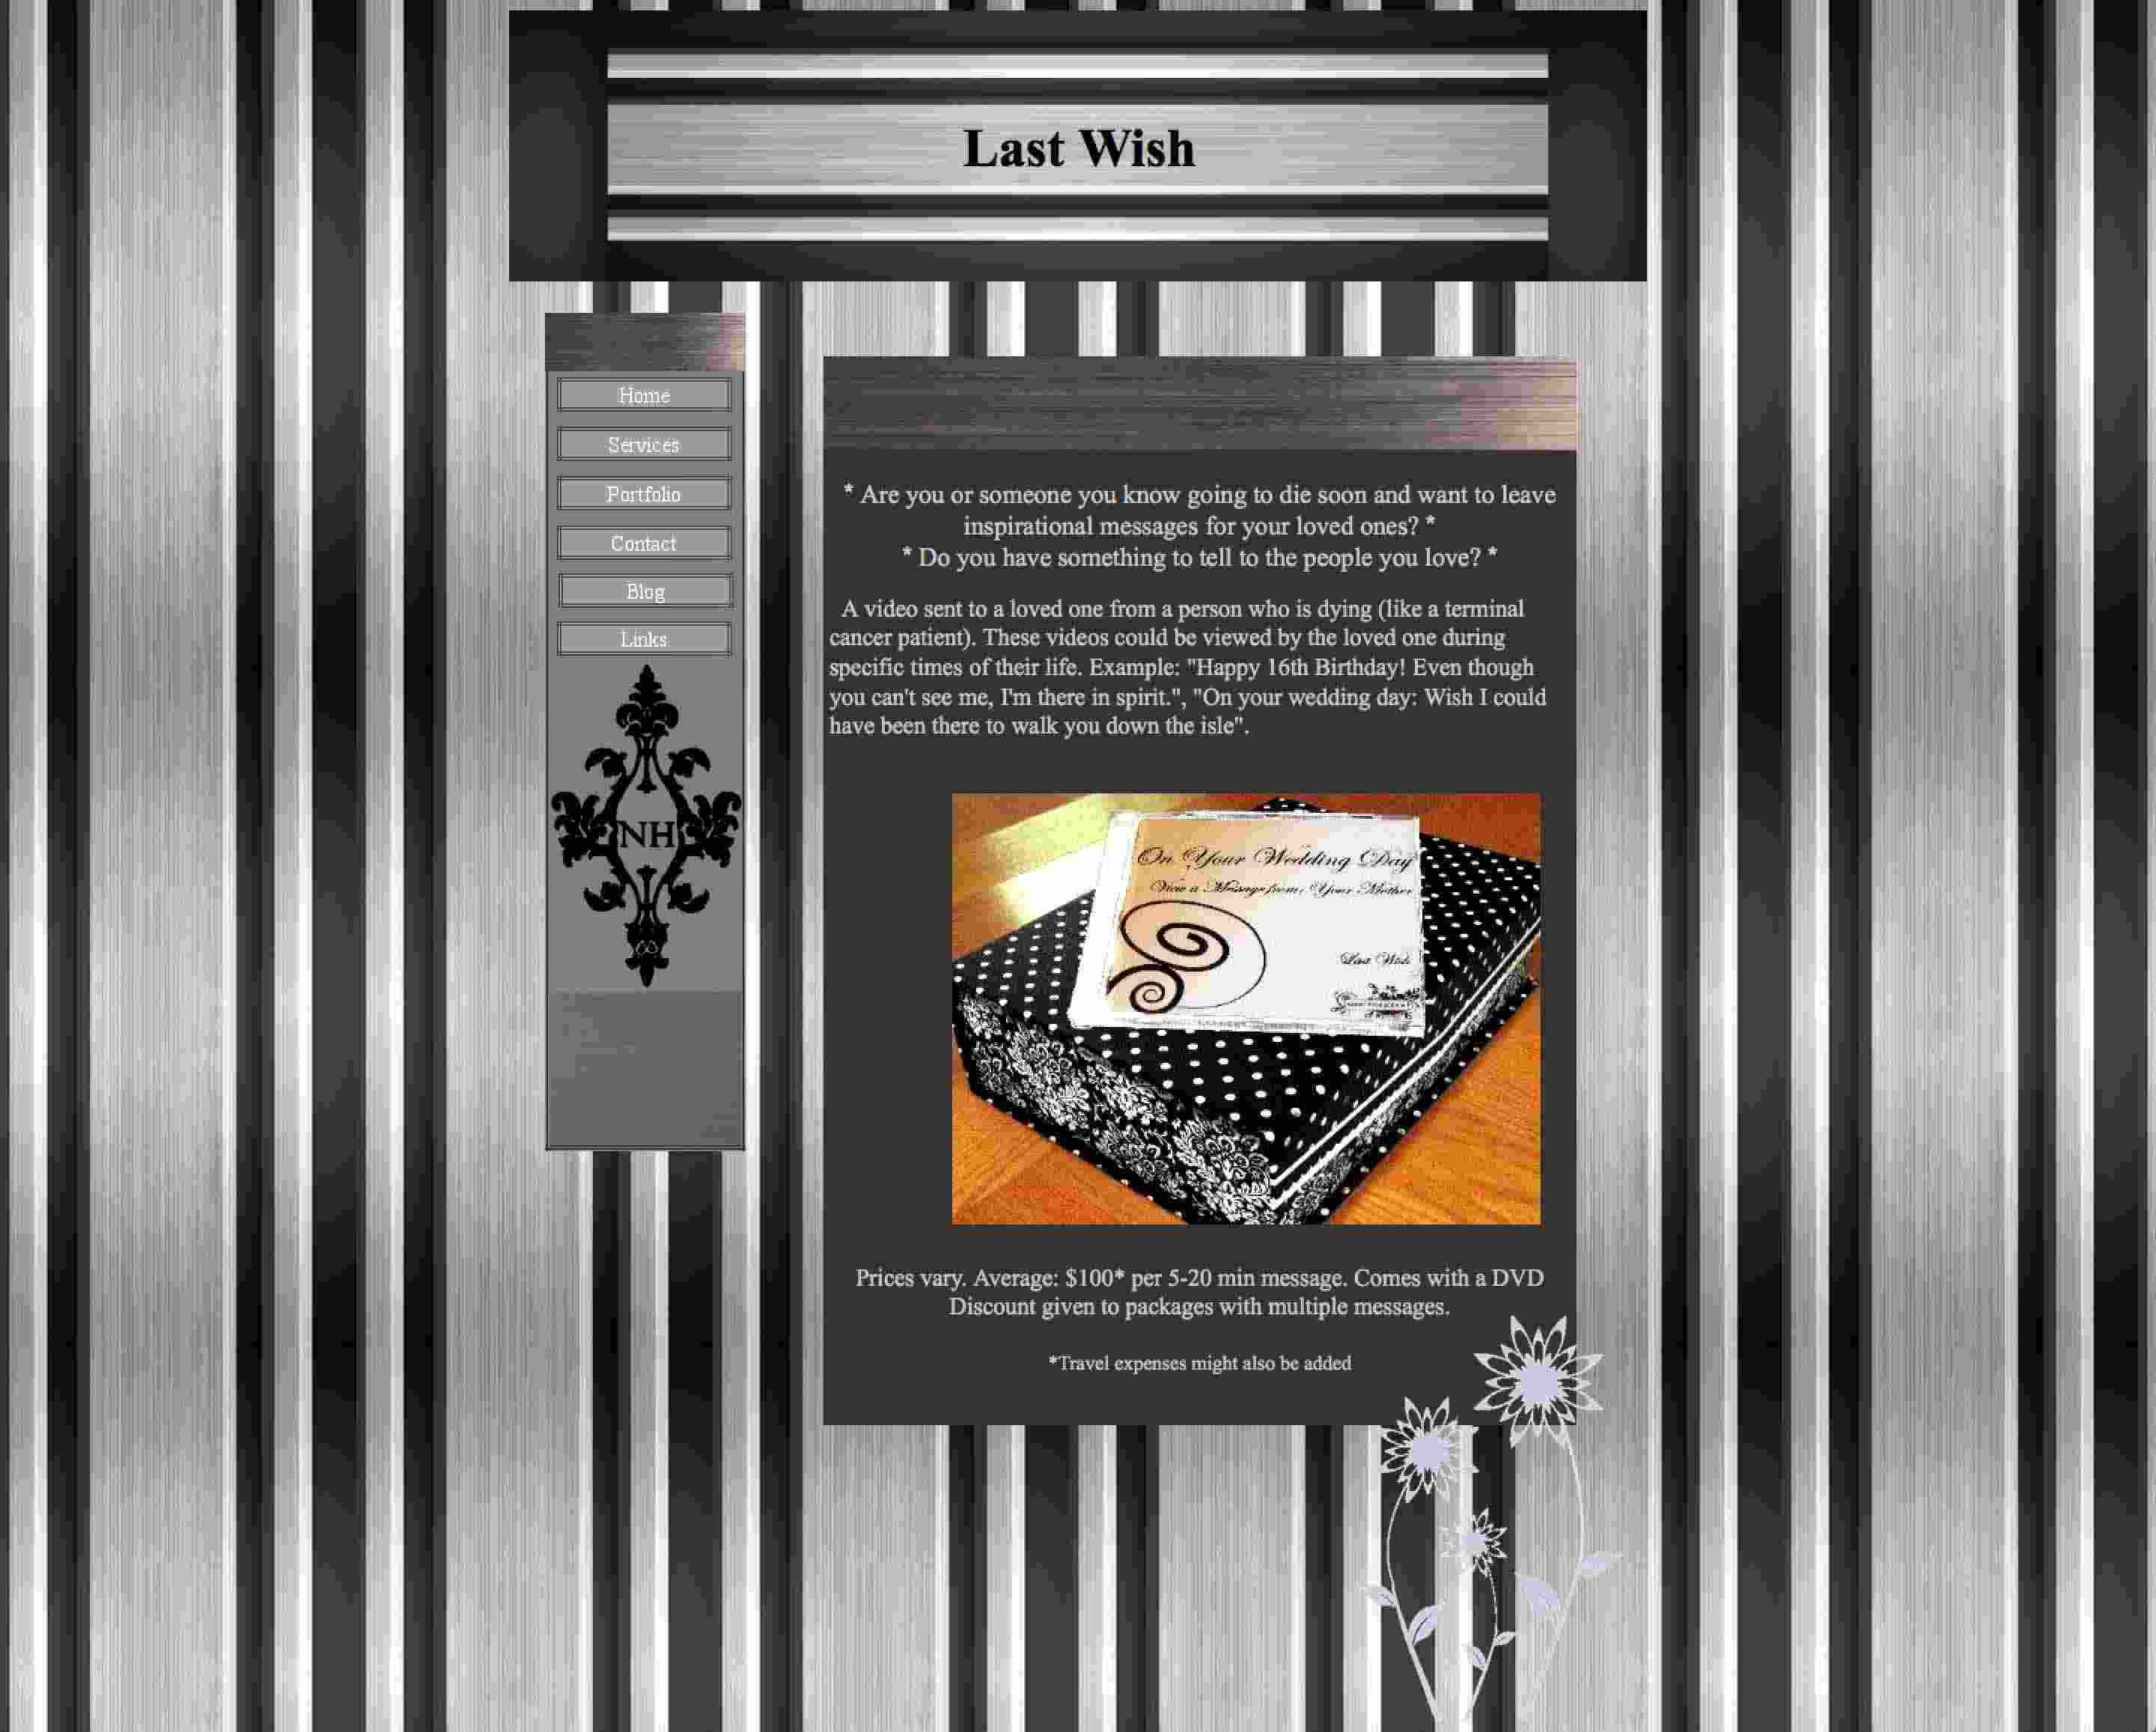 Last Wish
Home
Services
Portfolio
Contact
Blog
Links
NH
* Are you or someone you know going to die soon and want to leave
inspirational messages for your loved ones? *
* Do you have something to tell to the people you love? *
A video sent to a loved one from a person who is dying (like a terminal
cancer patient). These videos could be viewed by the loved one during
specific times of their life. Example: "Happy 16th Birthday! Even though
you can't see me, I'm there in spirit.", "On your wedding day: Wish I could
have been there to walk you down the isle".
On Your Wedding Day
View a Message from, Your Mother
Last Wish
Prices vary. Average: $100* per 5-20 min message. Comes with a DVD
Discount given to packages with multiple messages.
*Travel expenses might also be added